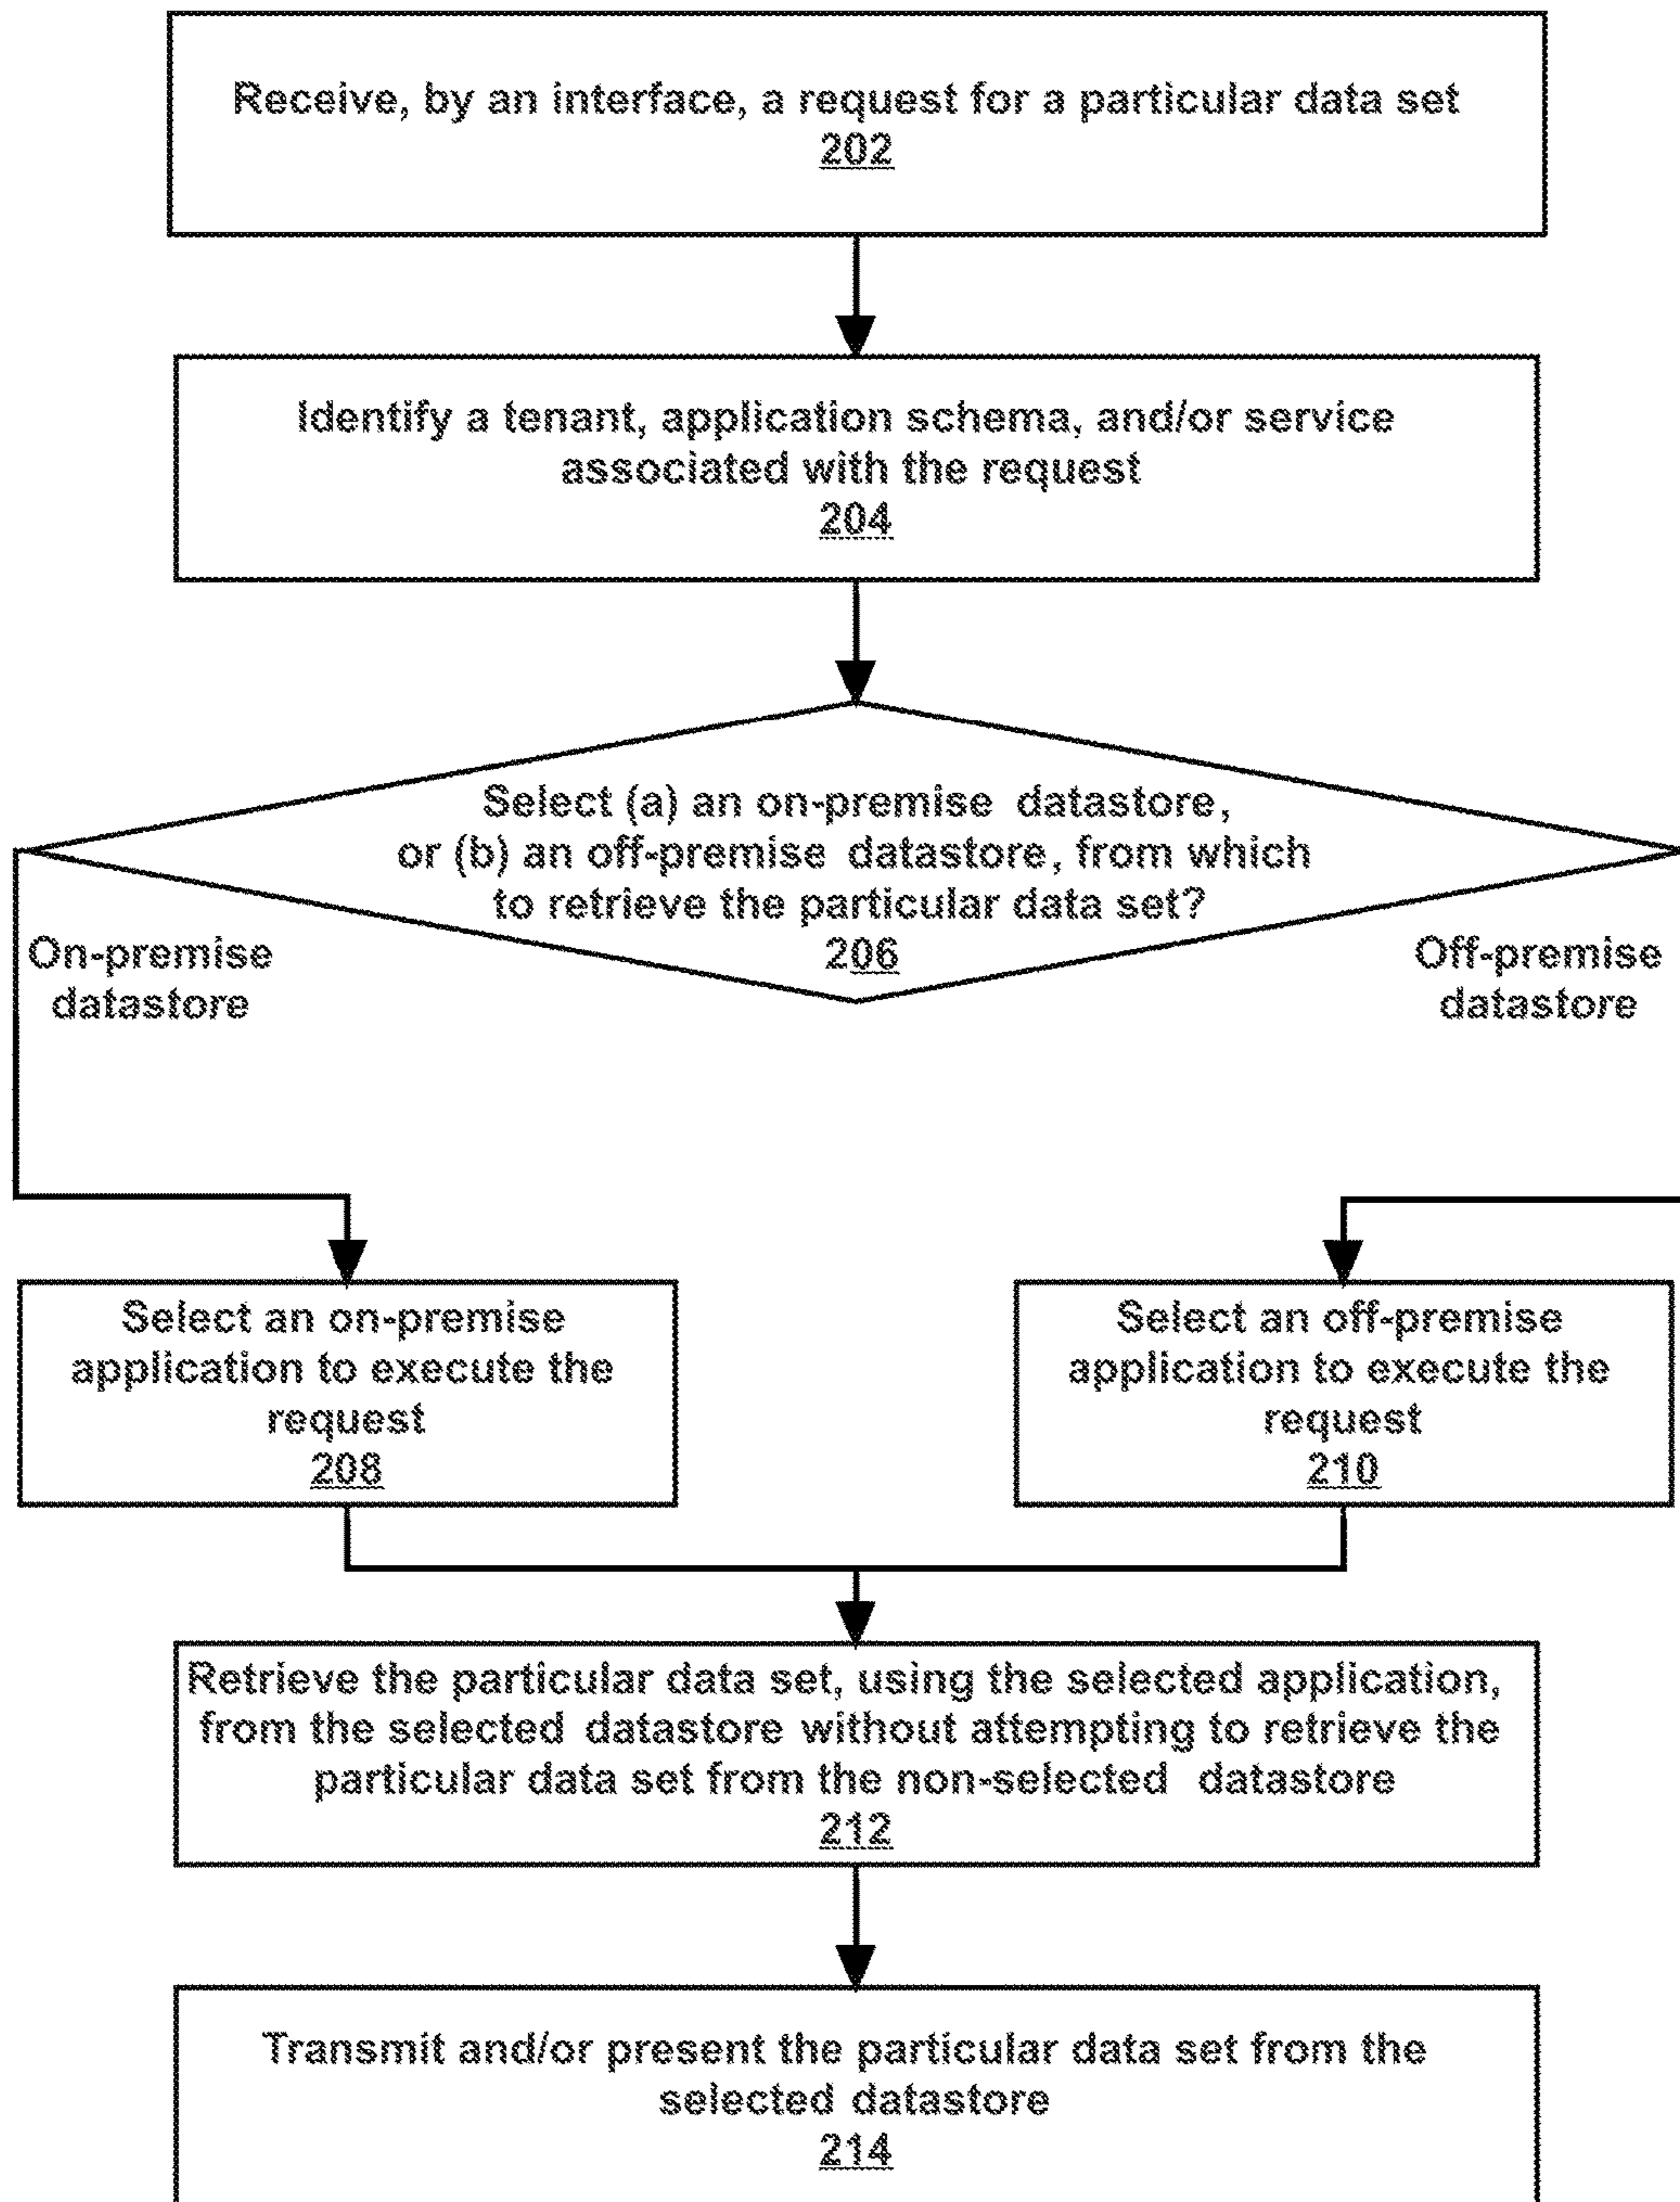 Receive, by an interface, a request for a particular data set
202
Identify a tenant, application schema, and/or service
associated with the request
204
Select (a) an on-premise datastore,
or (b) an off-premise datastore, from which
to retrieve the particular data set?
206
On-premise
datastore
Off-premise
datastore
Select an on-premise
application to execute the
request
208
Select an off-premise
application to execute the
request
210
Retrieve the particular data set, using the selected application,
from the selected datastore without attempting to retrieve the
particular data set from the non-selected datastore
212
Transmit and/or present the particular data set from the
selected datastore
214